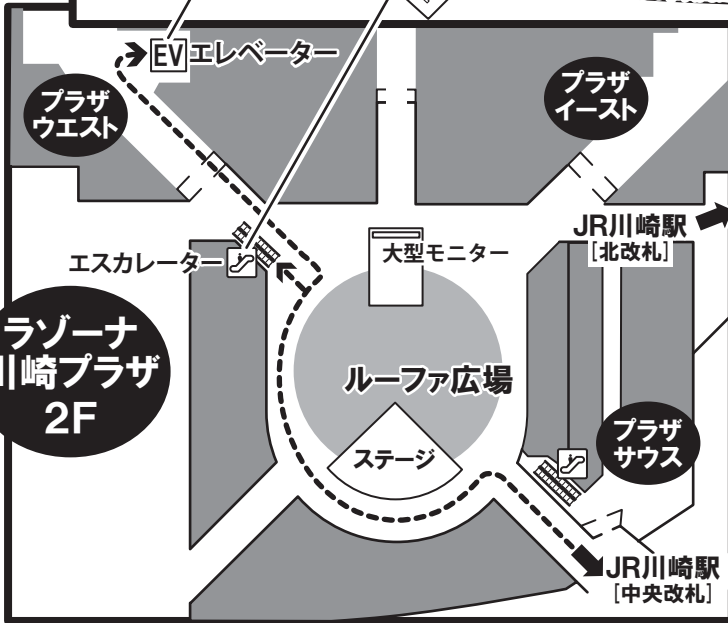 EV エレベーター
プラザ
ウエスト
プラザ
イースト
JR川崎駅
[北改札]
エスカレーター
大型モニター
ラゾーナ
川崎プラザ
2F
ルーファ広場
ステージ
プラザ
サウス
JR川崎駅
[中央改札]